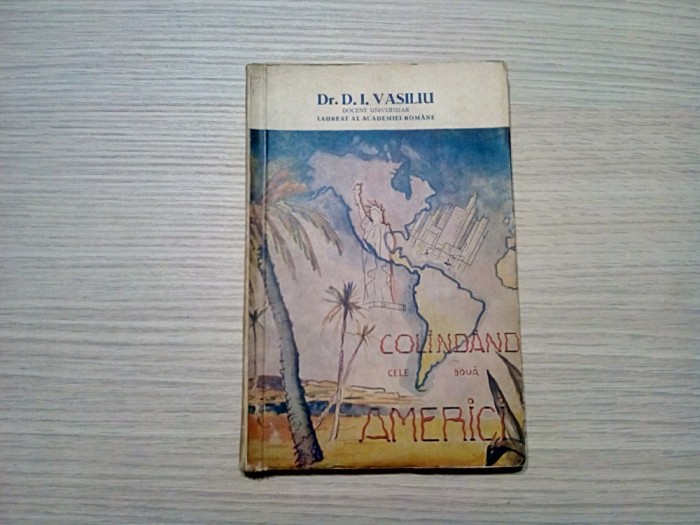 Dr. D. I. VASILIU
DOCENT UNIVERSITAR
LAUREAT AL ACADEMIEI ROMÂNE
COLINDÂND
CELE DOUĂ
AMERICI